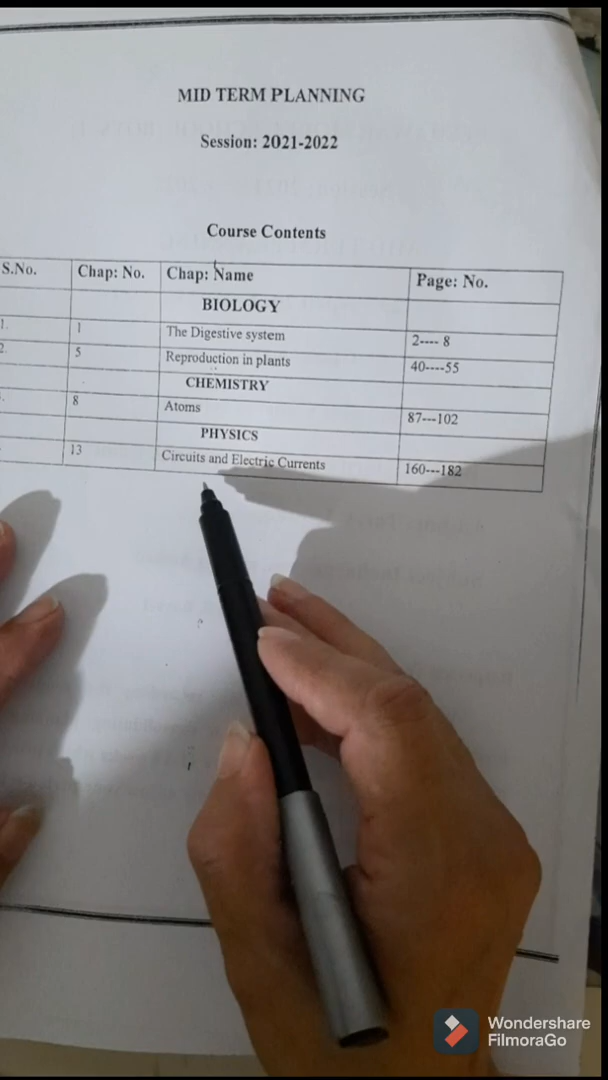 MID TERM PLANNING
Session: 2021-2022
Course Contents
S.No. Chap: No. Chap: Name Page: No.
BIOLOGY
1. 1 The Digestive system 2---- 8
2. 5 Reproduction in plants 40----55
CHEMISTRY
8 Atoms 87---102
PHYSICS
13 Circuits and Electric Currents 160---182
Wondershare
FilmoraGo